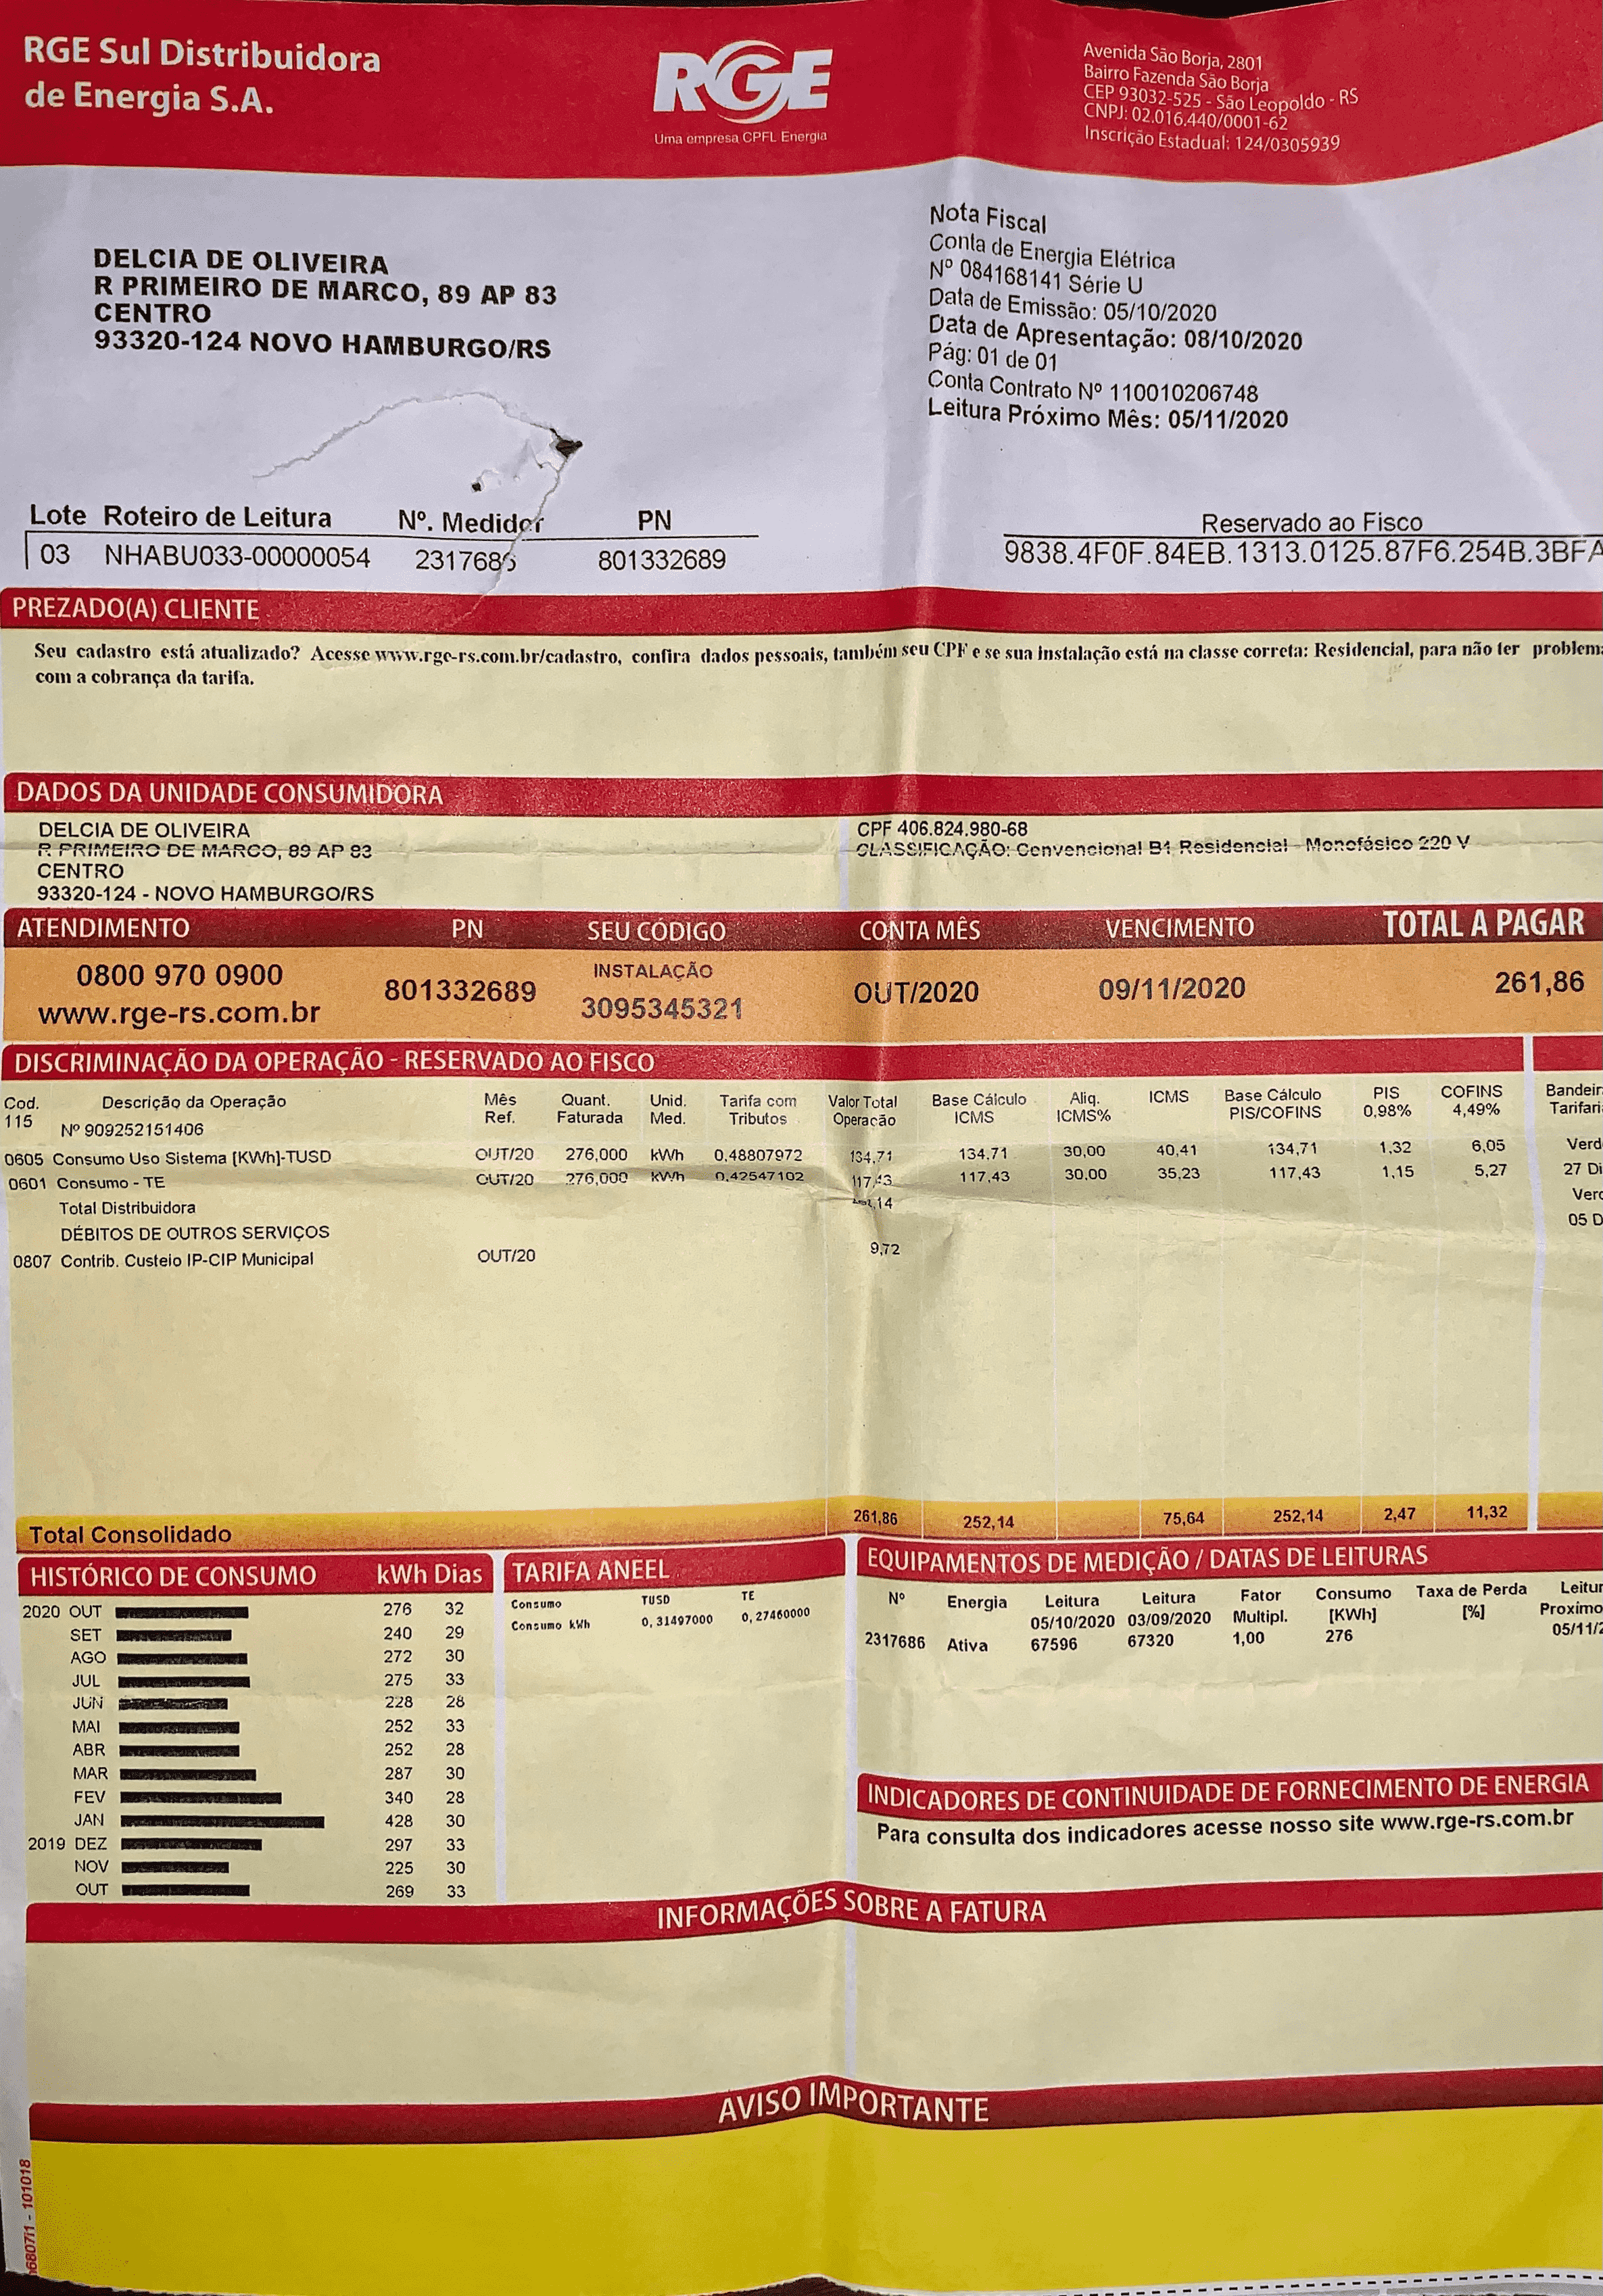 RGE Sul Distribuidora
de Energia S.A.
RGE
Uma empresa CPFL Energia
Avenida São Borja, 2801
Bairro Fazenda São Borja
CEP 93032-525 - São Leopoldo - RS
CNPJ: 02.016.440/0001-62
Inscrição Estadual: 124/0305939
DELCIA DE OLIVEIRA
R PRIMEIRO DE MARCO, 89 AP 83
CENTRO
93320-124 NOVO HAMBURGO/RS
Nota Fiscal
Conta de Energia Elétrica
Nº 084168141 Série U
Data de Emissão: 05/10/2020
Data de Apresentação: 08/10/2020
Pág: 01 de 01
Conta Contrato Nº 110010206748
Leitura Próximo Mês: 05/11/2020
Lote Roteiro de Leitura Nº. Medidor PN
03 NHABU033-00000054 2317686 801332689
Reservado ao Fisco
9838.4F0F.84EB.1313.0125.87F6.254B.3BFA
PREZADO(A) CLIENTE
Seu cadastro está atualizado? Acesse www.rge-rs.com.br/cadastro, confira dados pessoais, também seu CPF e se sua instalação está na classe correta: Residencial, para não ter problema
com a cobrança da tarifa.
DADOS DA UNIDADE CONSUMIDORA
DELCIA DE OLIVEIRA
R PRIMEIRO DE MARCO, 89 AP 83
CENTRO
93320-124 - NOVO HAMBURGO/RS
CPF 406.824.980-68
CLASSIFICAÇÃO: Convencional B1 Residencial - Monofásico 220 V
ATENDIMENTO PN SEU CÓDIGO CONTA MÊS VENCIMENTO TOTAL A PAGAR
0800 970 0900
www.rge-rs.com.br
801332689
INSTALAÇÃO
3095345321
OUT/2020 09/11/2020 261,86
DISCRIMINAÇÃO DA OPERAÇÃO - RESERVADO AO FISCO
Cod. Descrição da Operação Mês Quant. Unid. Tarifa com Valor Total Base Cálculo Aliq. ICMS Base Cálculo PIS COFINS Bandeir
115 Nº 909252151406 Ref. Faturada Med. Tributos Operação ICMS ICMS% PIS/COFINS 0,98% 4,49% Tarifari
0605 Consumo Uso Sistema [KWh]-TUSD OUT/20 276,000 kWh 0,48807972 134,71 134,71 30,00 40,41 134,71 1,32 6,05 Verd
0601 Consumo - TE OUT/20 276,000 kWh 0,42547102 117,43 117,43 30,00 35,23 117,43 1,15 5,27 27 Di
Total Distribuidora Verd
DÉBITOS DE OUTROS SERVIÇOS 05 D
0807 Contrib. Custeio IP-CIP Municipal OUT/20 9,72
Total Consolidado 261,86 252,14 75,64 252,14 2,47 11,32
HISTÓRICO DE CONSUMO kWh Dias
2020 OUT 276 32
SET 240 29
AGO 272 30
JUL 275 33
JUN 228 28
MAI 252 33
ABR 252 28
MAR 287 30
FEV 340 28
JAN 428 30
2019 DEZ 297 33
NOV 225 30
OUT 269 33
TARIFA ANEEL
Consumo TUSD TE
Consumo kWh 0,31497000 0,27460000
EQUIPAMENTOS DE MEDIÇÃO / DATAS DE LEITURAS
Nº Energia Leitura Leitura Fator Consumo Taxa de Perda Leitur
05/10/2020 03/09/2020 Multipl. [KWh] [%] Proximo
05/11/2
2317686 Ativa 67596 67320 1,00 276
INDICADORES DE CONTINUIDADE DE FORNECIMENTO DE ENERGIA
Para consulta dos indicadores acesse nosso site www.rge-rs.com.br
INFORMAÇÕES SOBRE A FATURA
AVISO IMPORTANTE
6807i1 - 101018